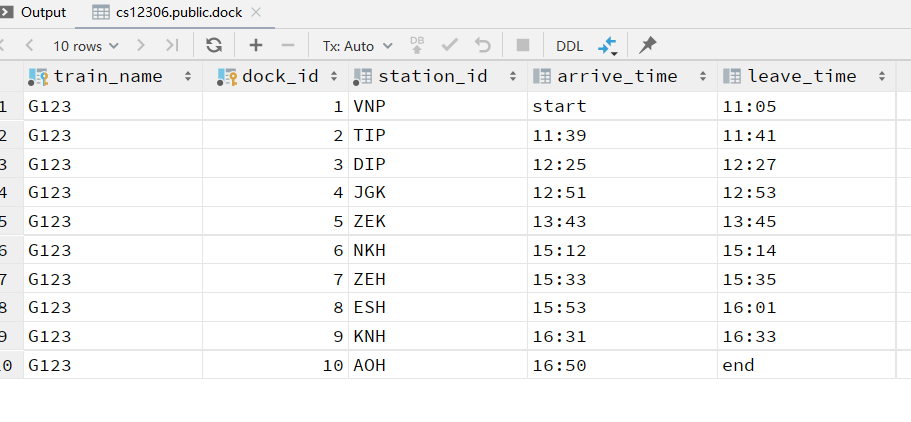 Output cs12306.public.dock
10 rows Tx: Auto DB DDL
train_name dock_id station_id arrive_time leave_time
1 G123 1 VNP start 11:05
2 G123 2 TIP 11:39 11:41
3 G123 3 DIP 12:25 12:27
4 G123 4 JGK 12:51 12:53
5 G123 5 ZEK 13:43 13:45
6 G123 6 NKH 15:12 15:14
7 G123 7 ZEH 15:33 15:35
8 G123 8 ESH 15:53 16:01
9 G123 9 KNH 16:31 16:33
0 G123 10 AOH 16:50 end